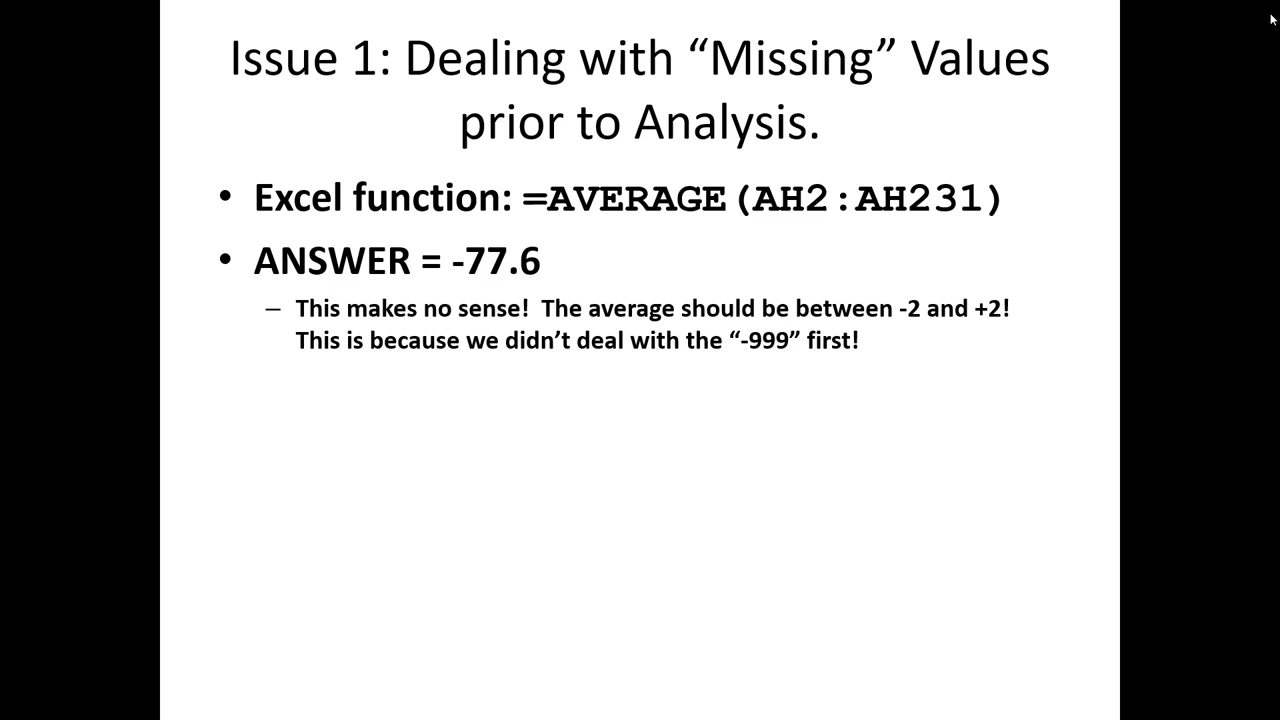 Issue 1: Dealing with “Missing” Values
prior to Analysis.
• Excel function: =AVERAGE(AH2:AH231)
• ANSWER = -77.6
– This makes no sense!  The average should be between -2 and +2!
This is because we didn’t deal with the “-999” first!